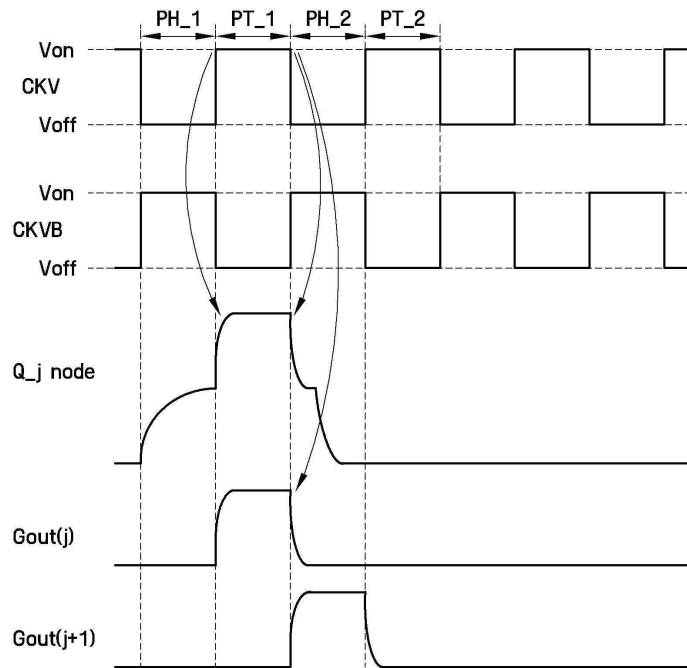 PH_1 PT_1 PH_2 PT_2
Von
CKV
Voff
Von
CKVB
Voff
Q_j node
Gout(j)
Gout(j+1)